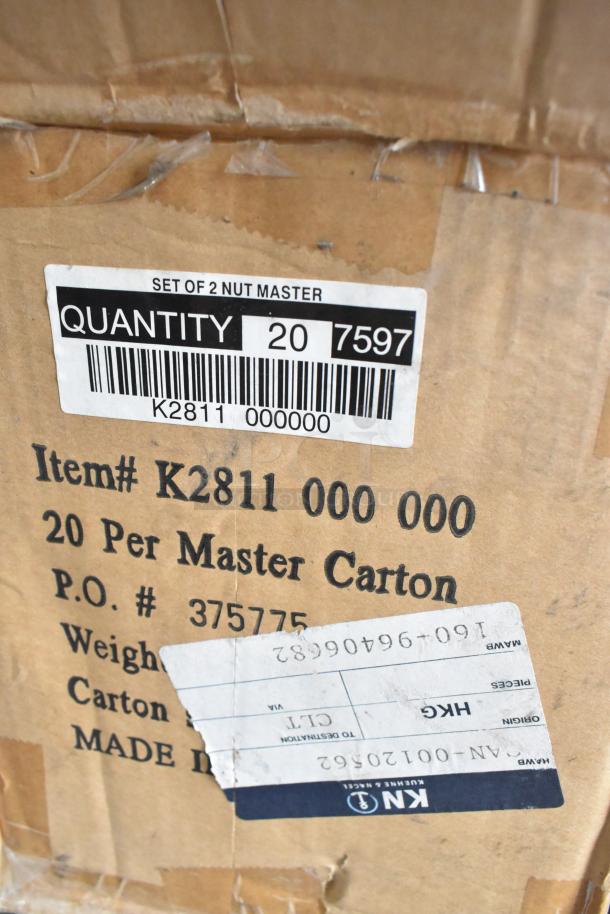 SET OF 2 NUT MASTER
QUANTITY 20 7597
K2811 000000
Item# K2811 000 000
20 Per Master Carton
P.O. # 375775
Weigh
Carton
MADE I
KN
KUEHNE & NAGEL
HAWB AN-00120562
ORIGIN HKG TO DESTINATION CLT
PIECES VIA
MAWB 160-96406682